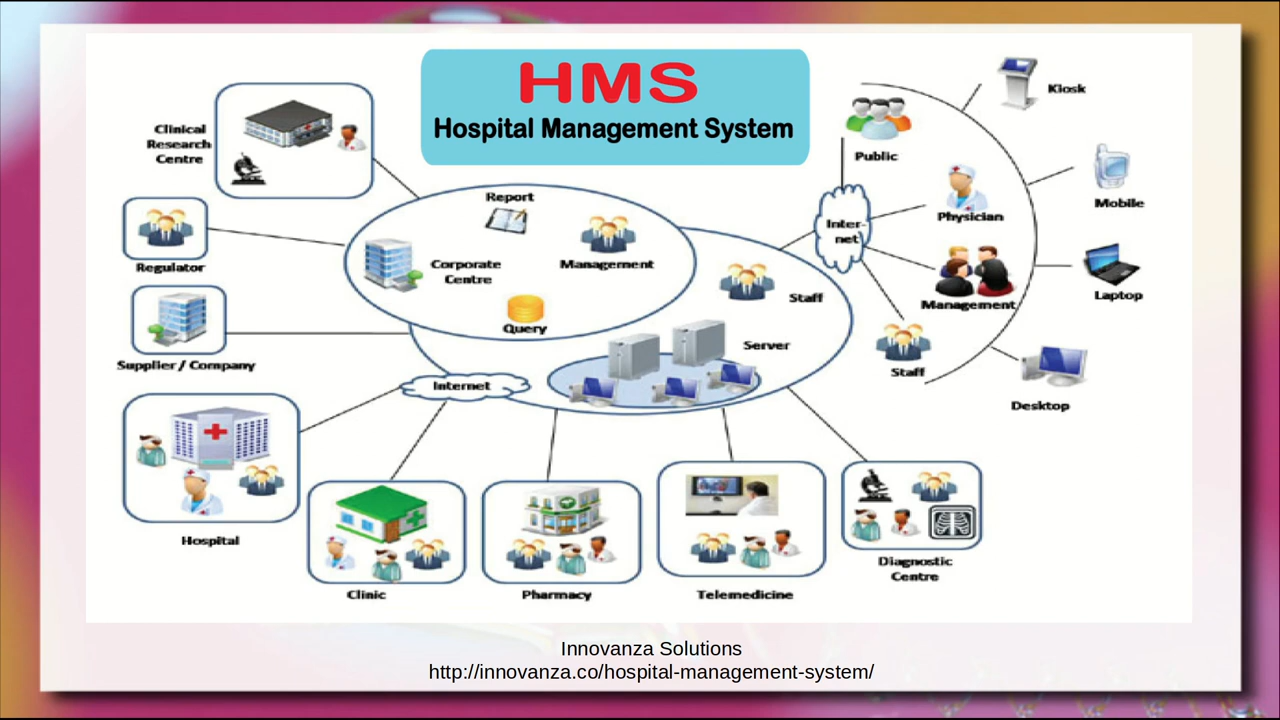 HMS
Hospital Management System
Clinical
Research
Centre
Regulator
Supplier / Company
Report
Corporate
Centre
Management
Query
Staff
Server
Internet
Inter-
net
Public
Physician
Management
Staff
Kiosk
Mobile
Laptop
Desktop
Hospital
Clinic
Pharmacy
Telemedicine
Diagnostic
Centre
Innovanza Solutions
http://innovanza.co/hospital-management-system/